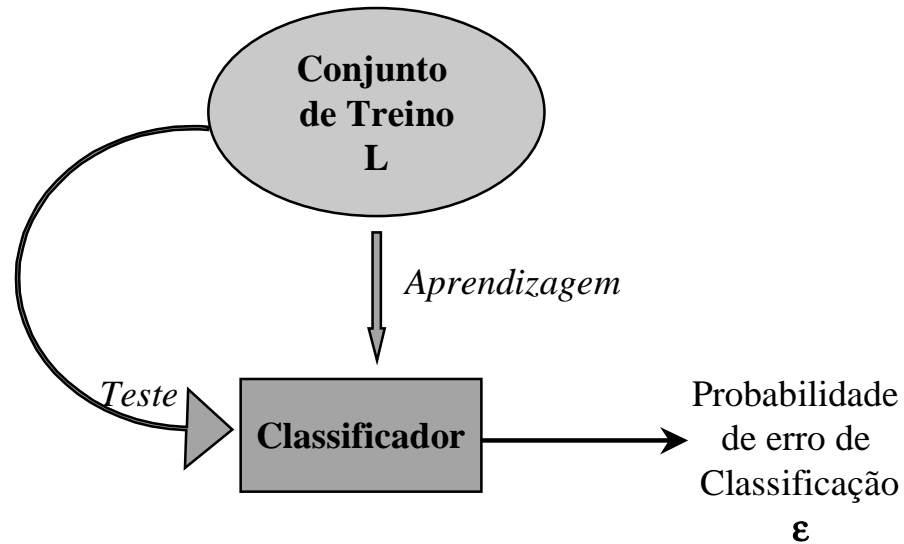 Conjunto
de Treino
L
Aprendizagem
Teste
Classificador
Probabilidade
de erro de
Classificação
ε